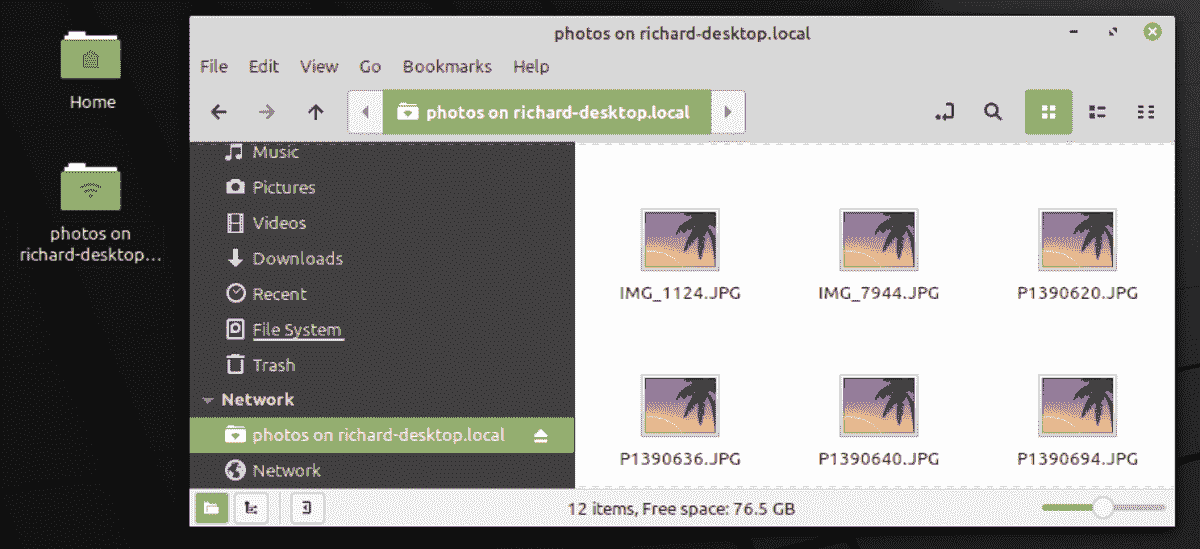 Home
photos on
richard-desktop...
photos on richard-desktop.local
File Edit View Go Bookmarks Help
photos on richard-desktop.local
Music
Pictures
Videos
Downloads
Recent
File System
Trash
Network
photos on richard-desktop.local
Network
IMG_1124.JPG IMG_7944.JPG P1390620.JPG
P1390636.JPG P1390640.JPG P1390694.JPG
12 items, Free space: 76.5 GB